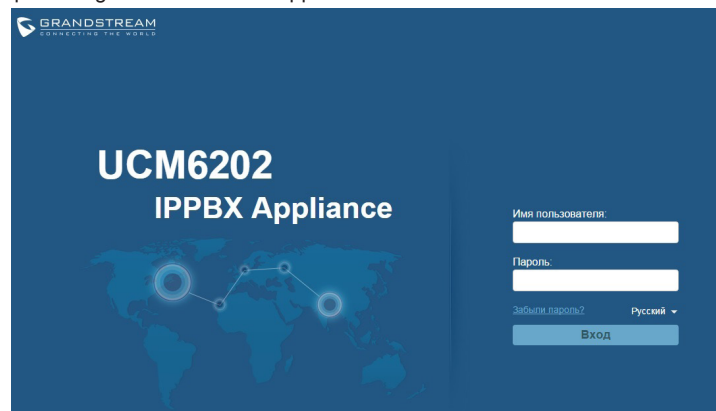 GRANDSTREAM
CONNECTING THE WORLD
UCM6202
IPPBX Appliance
Имя пользователя:
Пароль:
Забыли пароль?
Русский
Вход